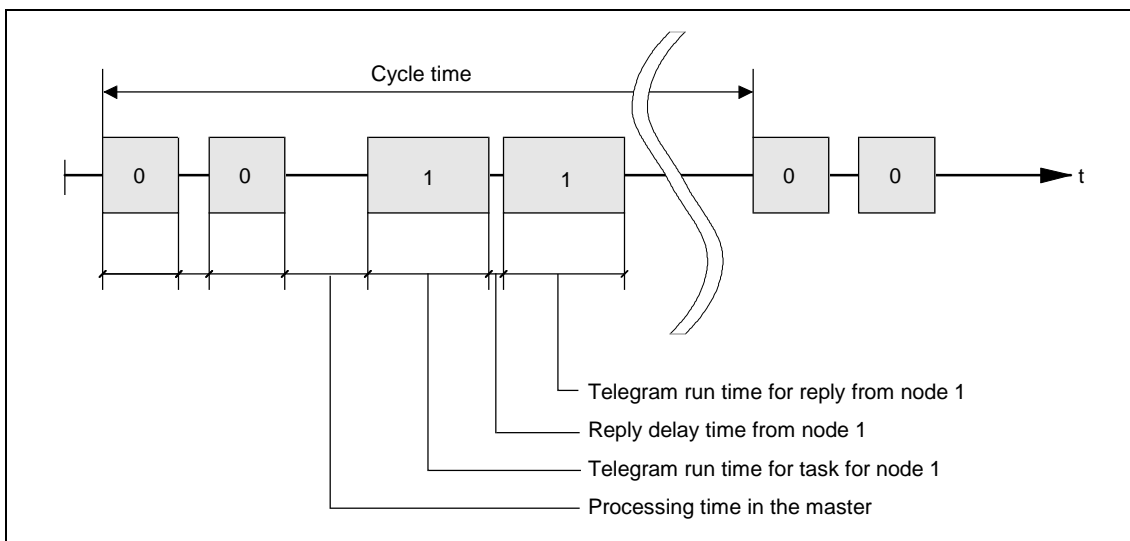 Cycle time
0
0
1
1
0
0
t
Telegram run time for reply from node 1
Reply delay time from node 1
Telegram run time for task for node 1
Processing time in the master